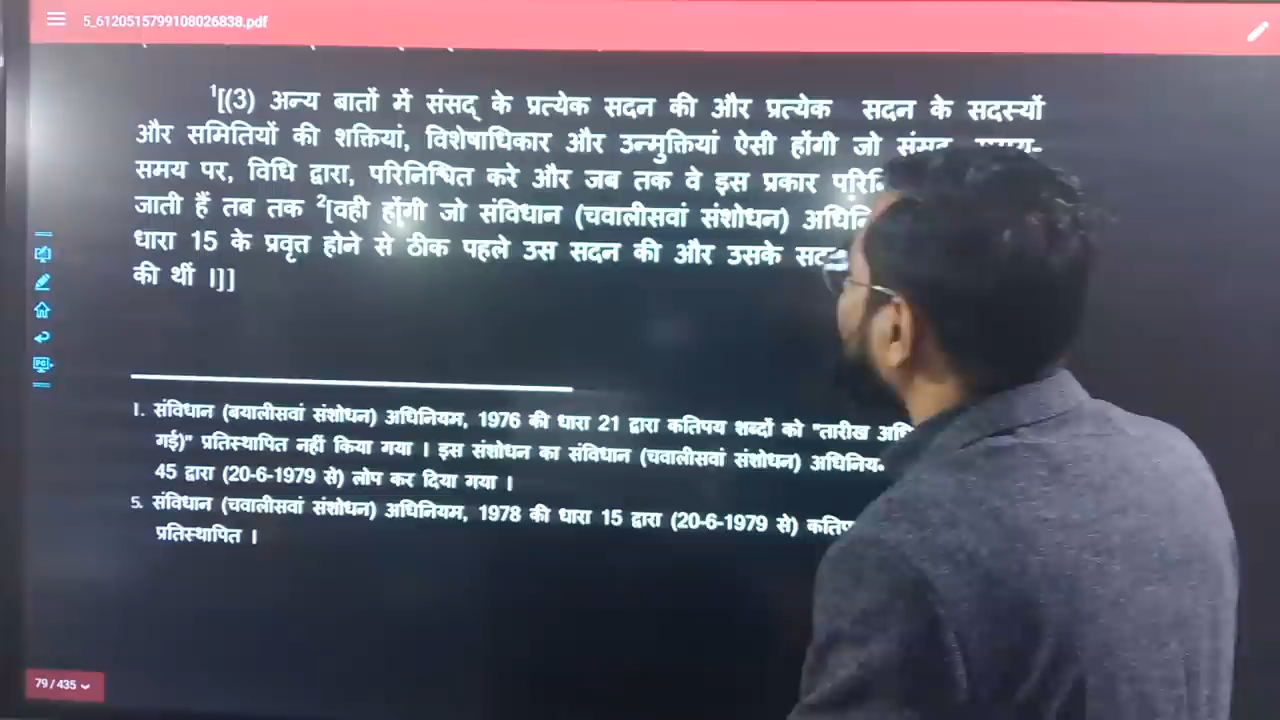 5_6120515799108026838.pdf
¹[(3) अन्य बातों में संसद् के प्रत्येक सदन की और प्रत्येक सदन के सदस्यों
और समितियों की शक्तियां, विशेषाधिकार और उन्मुक्तियां ऐसी होंगी जो संसद्
समय पर, विधि द्वारा, परिनिश्चित करे और जब तक वे इस प्रकार
जाती हैं तब तक ²[वही होंगी जो संविधान (चवालीसवां संशोधन)
धारा 15 के प्रवृत्त होने से ठीक पहले उस सदन की और उसके
की थीं ।]]
1. संविधान (बयालीसवां संशोधन) अधिनियम, 1976 की धारा 21 द्वारा कतिपय शब्दों को "तारीख
गई)" प्रतिस्थापित नहीं किया गया । इस संशोधन का संविधान (चवालीसवां संशोधन)
45 द्वारा (20-6-1979 से) लोप कर दिया गया ।
5. संविधान (चवालीसवां संशोधन) अधिनियम, 1978 की धारा 15 द्वारा (20-6-1979 से)
प्रतिस्थापित ।
79 / 435